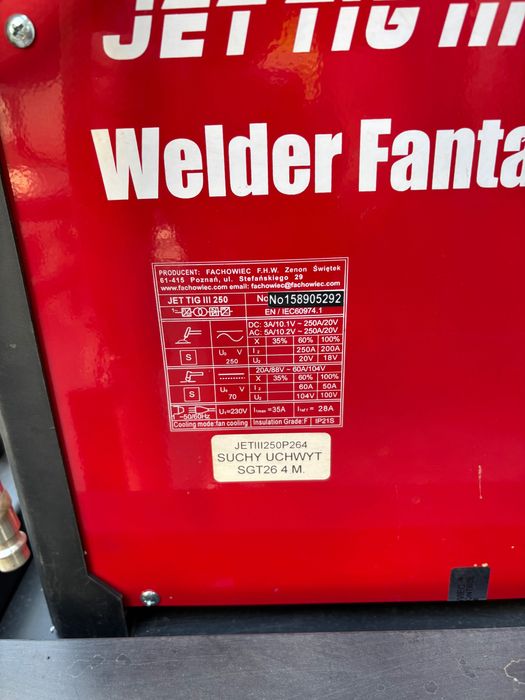 JET TIG III
Welder Fanta
PRODUCENT: FACHOWIEC F.H.W. Zenon Świętek
61-415 Poznań, ul. Stefańskiego 29
www.fachowiec.com email: fachowiec@fachowiec.com
JET TIG III 250 No No158905292
1~ EN / IEC60974.1
DC: 3A/10.1V ~ 250A/20V
AC: 5A/10.2V ~ 250A/20V
X 35% 60% 100%
S U₀ V 250 I₂ 250A 200A
U₂ 20V 18V
20A/88V ~ 60A/104V
X 35% 60% 100%
S U₀ V 70 I₂ 60A 50A
U₂ 104V 100V
1~50/60Hz U₁=230V I₁max =35A I₁eff = 28A
Cooling mode:fan cooling Insulation Grade:F IP21S
JETIII250P264
SUCHY UCHWYT
SGT26 4 M.